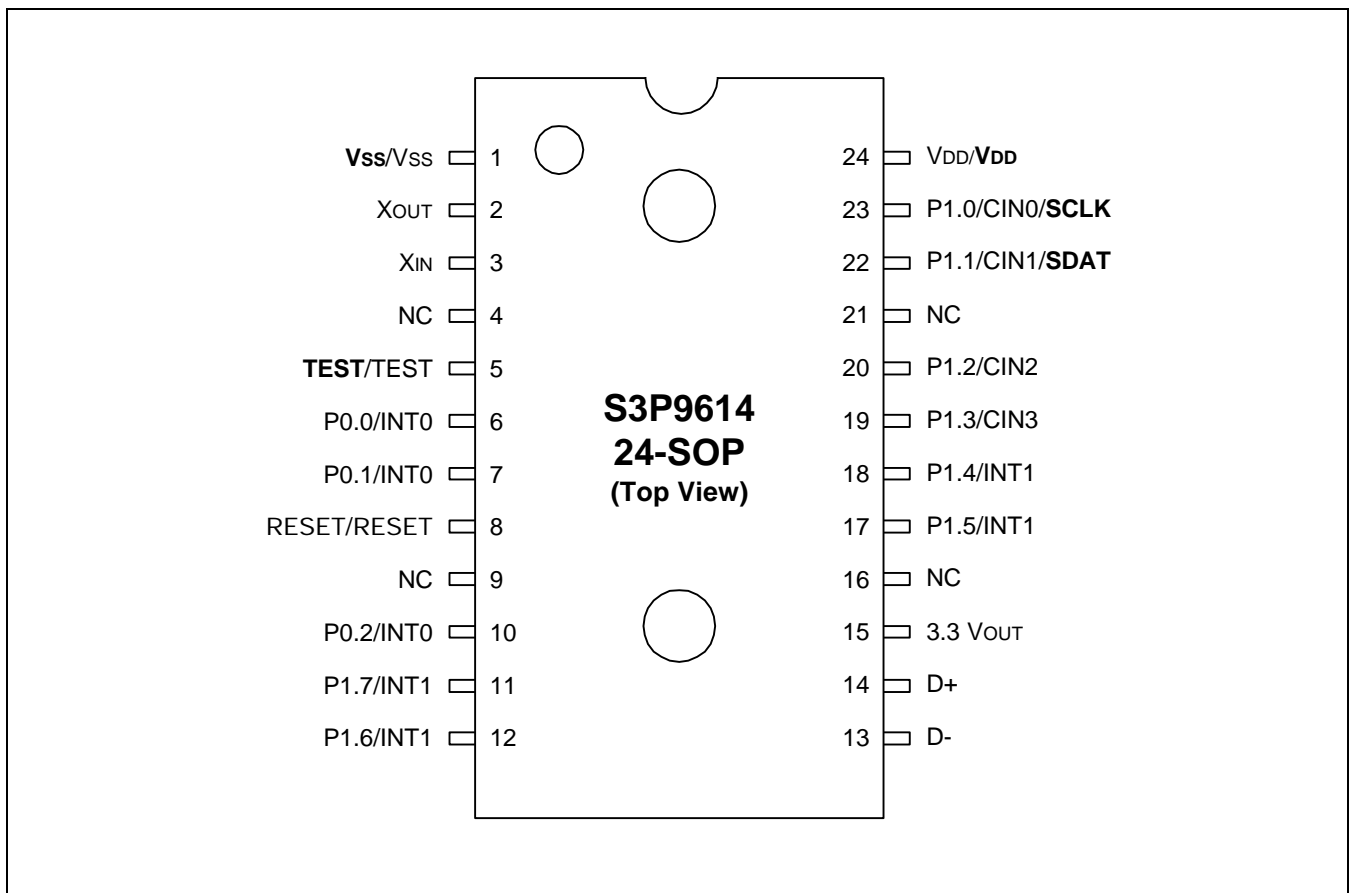 Vss/Vss 1
XOUT 2
XIN 3
NC 4
TEST/TEST 5
P0.0/INT0 6
P0.1/INT0 7
RESET/RESET 8
NC 9
P0.2/INT0 10
P1.7/INT1 11
P1.6/INT1 12
S3P9614
24-SOP
(Top View)
24 VDD/VDD
23 P1.0/CIN0/SCLK
22 P1.1/CIN1/SDAT
21 NC
20 P1.2/CIN2
19 P1.3/CIN3
18 P1.4/INT1
17 P1.5/INT1
16 NC
15 3.3 VOUT
14 D+
13 D-